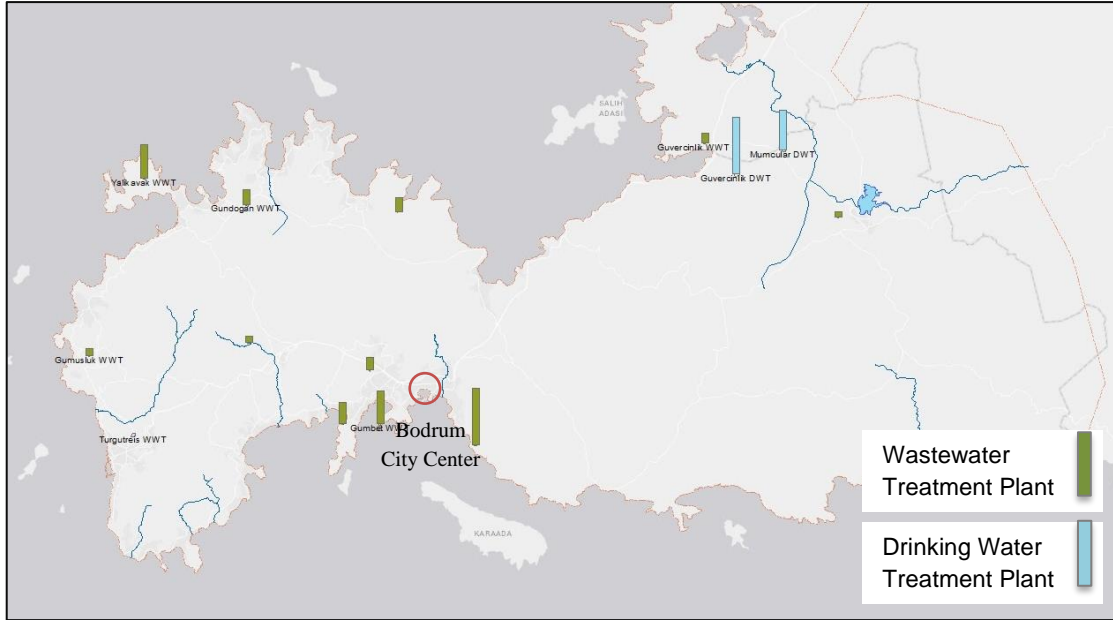 SALIH
ADASI
Guvercinlik WWT
Mumcular DWT
Guvercinlik DWT
Yalikavak WWT
Gundogan WWT
Gumusluk WWT
Gumbet WW
Bodrum
City Center
Turgutreis WWT
KARAADA
Wastewater
Treatment Plant
Drinking Water
Treatment Plant